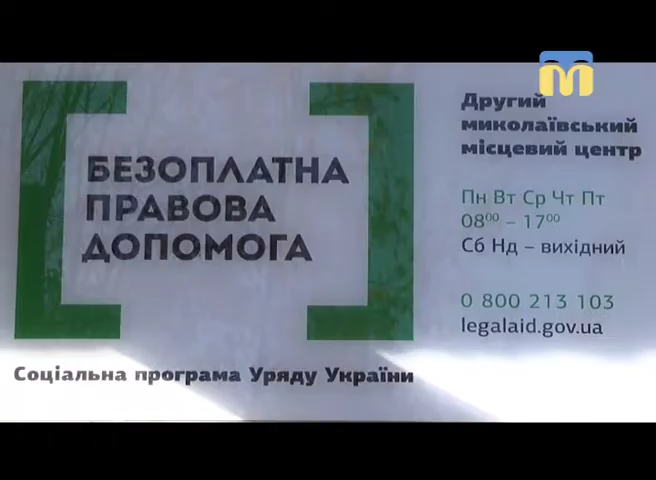 БЕЗОПЛАТНА
ПРАВОВА
ДОПОМОГА
Соціальна програма Уряду України
Другий
миколаївський
місцевий центр
Пн Вт Ср Чт Пт
08⁰⁰ – 17⁰⁰
Сб Нд – вихідний
0 800 213 103
legalaid.gov.ua